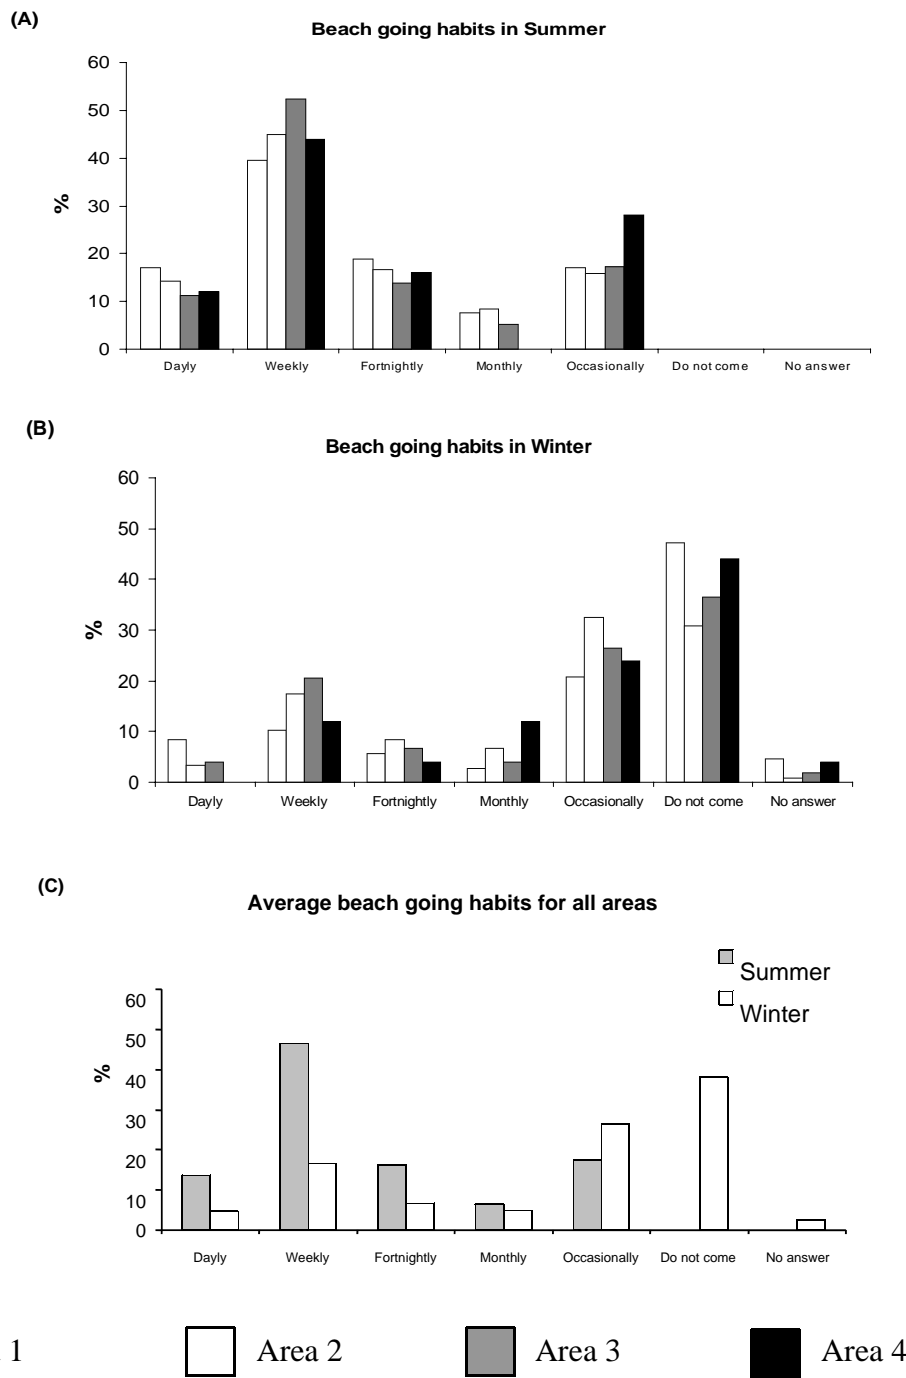 (A)
Beach going habits in Summer
60
50
40
30
20
10
0
%
Dayly Weekly Fortnightly Monthly Occasionally Do not come No answer
(B)
Beach going habits in Winter
60
50
40
30
20
10
0
%
Dayly Weekly Fortnightly Monthly Occasionally Do not come No answer
(C)
Average beach going habits for all areas
Summer
Winter
60
50
40
30
20
10
0
%
Dayly Weekly Fortnightly Monthly Occasionally Do not come No answer
1 Area 2 Area 3 Area 4